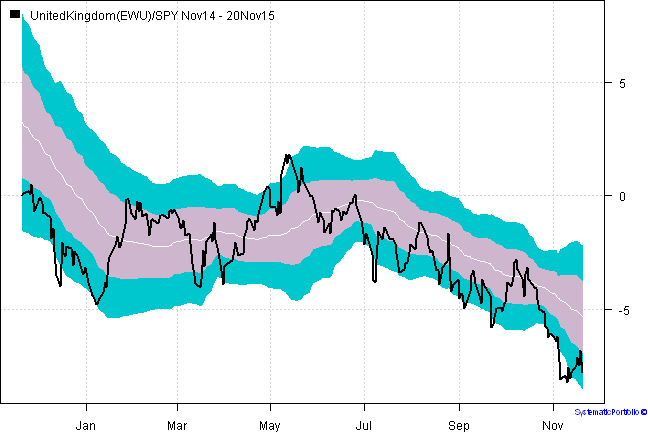 UnitedKingdom(EWU)/SPY Nov14 - 20Nov15
5
0
-5
Jan Mar May Jul Sep Nov
SystematicPortfolio ©